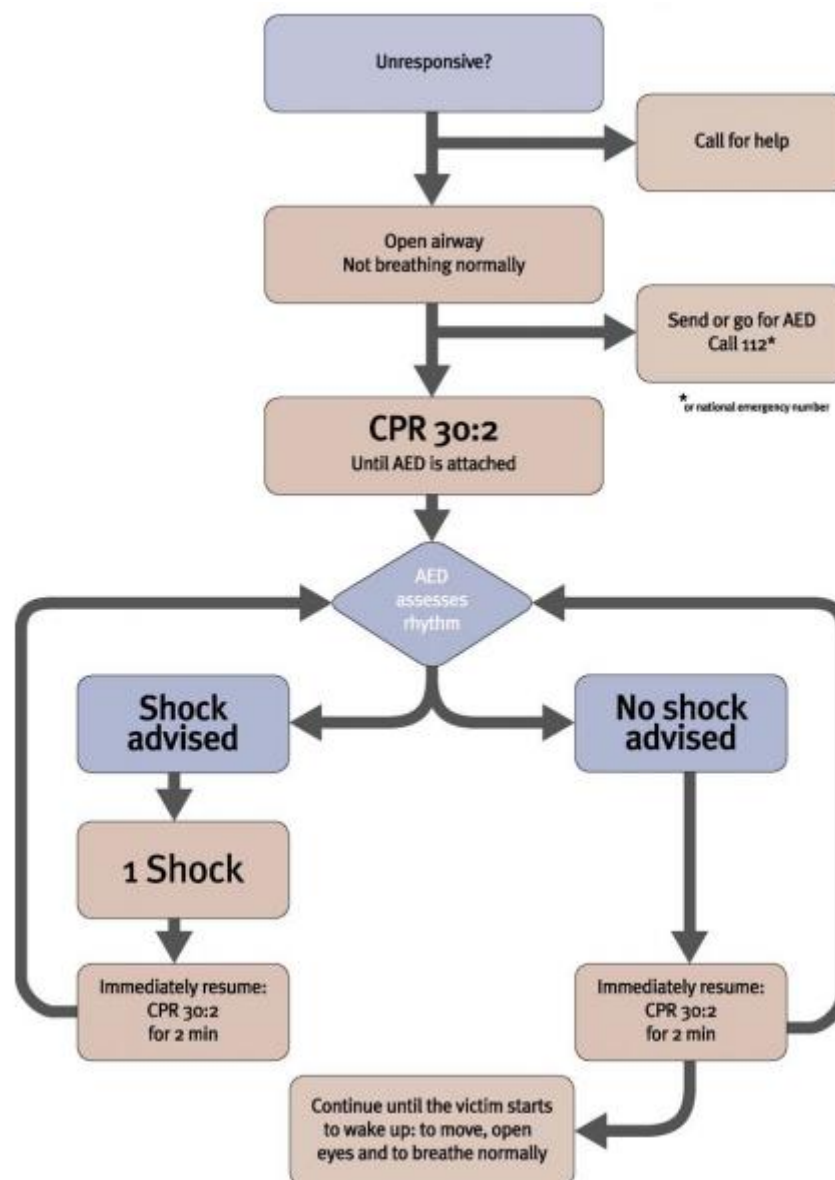 Unresponsive?
Call for help
Open airway
Not breathing normally
Send or go for AED
Call 112*
*or national emergency number
CPR 30:2
Until AED is attached
AED
assesses
rhythm
Shock
advised
No shock
advised
1 Shock
Immediately resume:
CPR 30:2
for 2 min
Immediately resume:
CPR 30:2
for 2 min
Continue until the victim starts
to wake up: to move, open
eyes and to breathe normally